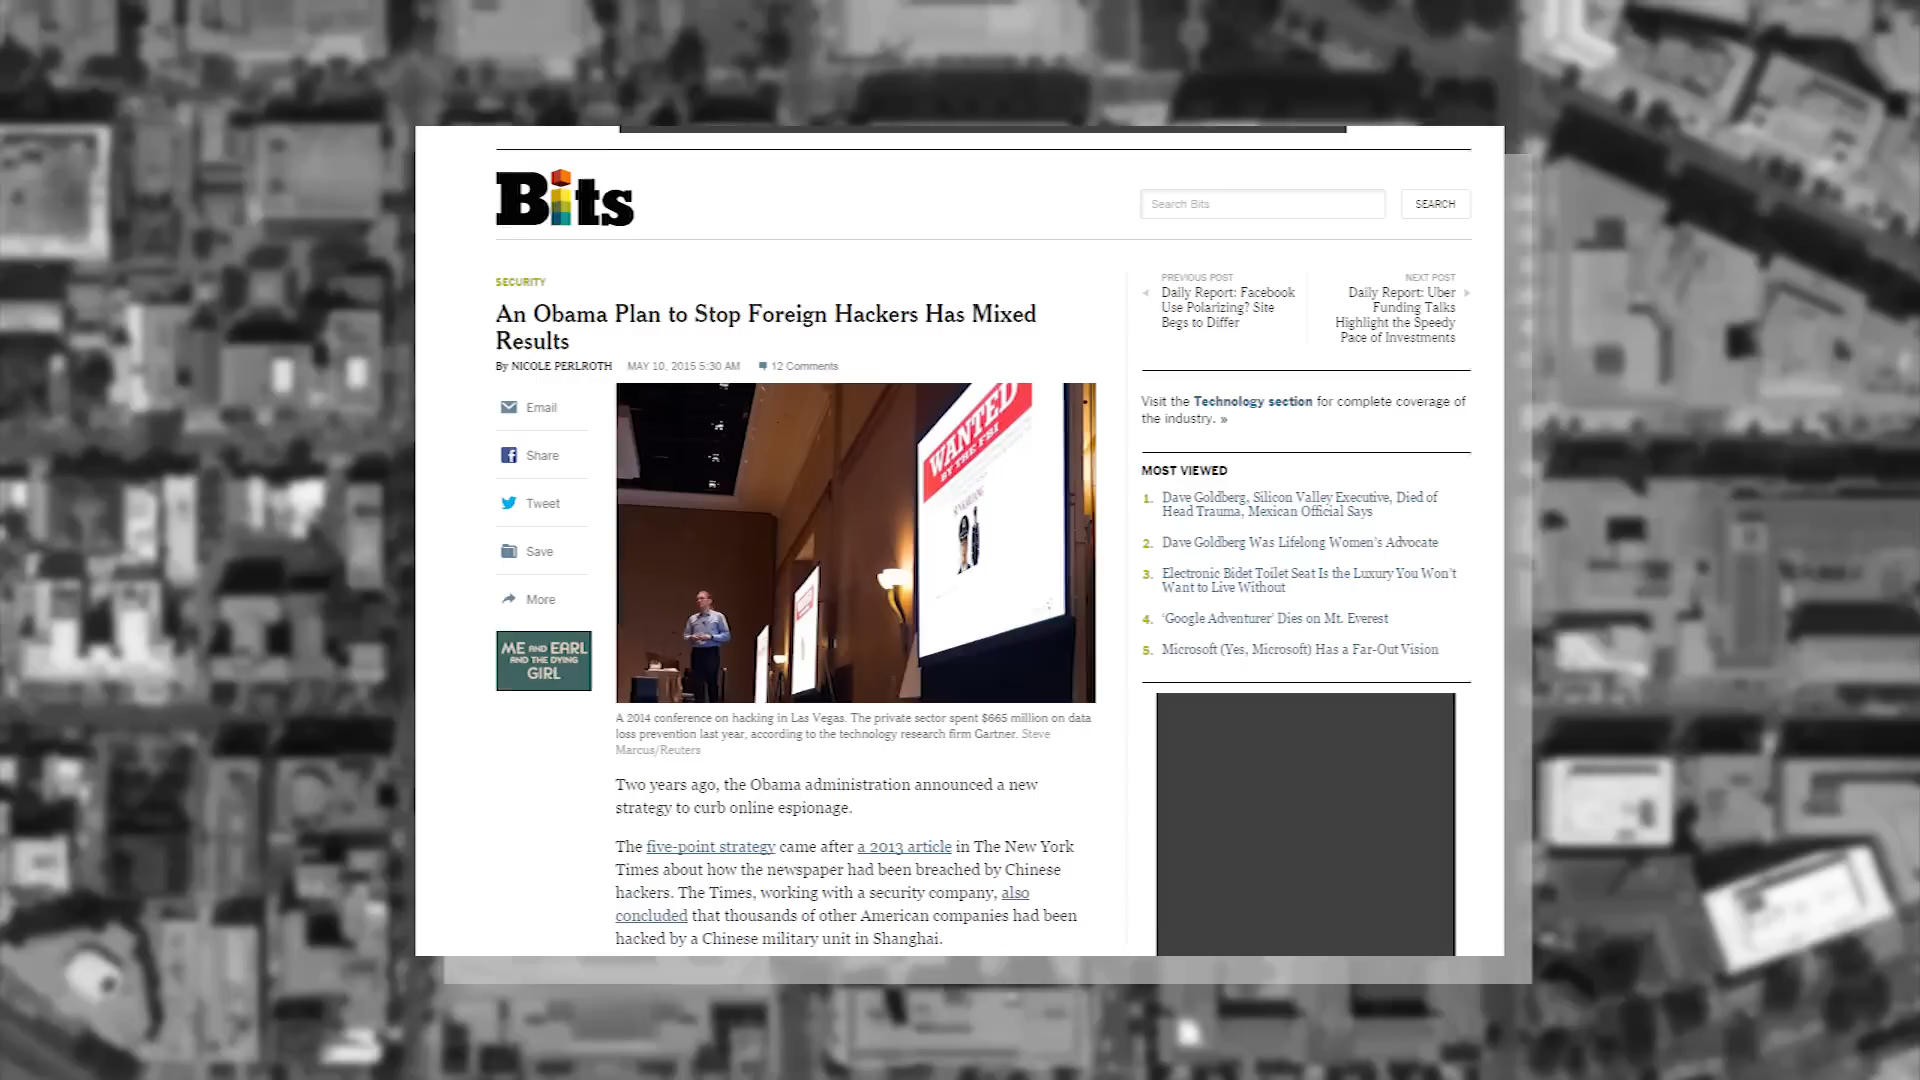 Bits
Search Bits
SEARCH
SECURITY
An Obama Plan to Stop Foreign Hackers Has Mixed
Results
By NICOLE PERLROTH MAY 10, 2015 5:30 AM 12 Comments
Email
Share
Tweet
Save
More
ME AND EARL
AND THE DYING
GIRL
WANTED
BY THE FBI
A 2014 conference on hacking in Las Vegas. The private sector spent $665 million on data
loss prevention last year, according to the technology research firm Gartner. Steve
Marcus/Reuters
Two years ago, the Obama administration announced a new
strategy to curb online espionage.
The five-point strategy came after a 2013 article in The New York
Times about how the newspaper had been breached by Chinese
hackers. The Times, working with a security company, also
concluded that thousands of other American companies had been
hacked by a Chinese military unit in Shanghai.
PREVIOUS POST
Daily Report: Facebook
Use Polarizing? Site
Begs to Differ
NEXT POST
Daily Report: Uber
Funding Talks
Highlight the Speedy
Pace of Investments
Visit the Technology section for complete coverage of
the industry. »
MOST VIEWED
1. Dave Goldberg, Silicon Valley Executive, Died of
Head Trauma, Mexican Official Says
2. Dave Goldberg Was Lifelong Women’s Advocate
3. Electronic Bidet Toilet Seat Is the Luxury You Won’t
Want to Live Without
4. ‘Google Adventurer’ Dies on Mt. Everest
5. Microsoft (Yes, Microsoft) Has a Far-Out Vision